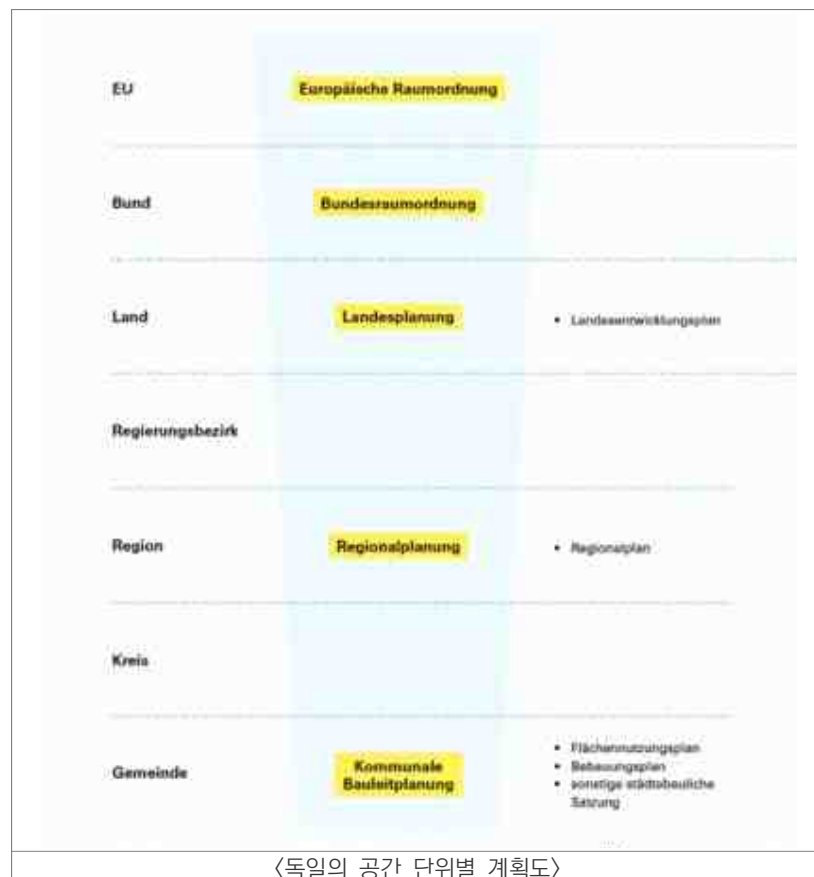 EU
Europäische Raumordnung
Bund
Bundesraumordnung
Land
Landesplanung
• Landesentwicklungsplan
Regierungsbezirk
Region
Regionalplanung
• Regionalplan
Kreis
Gemeinde
Kommunale
Bauleitplanung
• Flächennutzungsplan
• Bebauungsplan
• sonstige städtebauliche
Satzung
〈독일의 공간 단위별 계획도〉